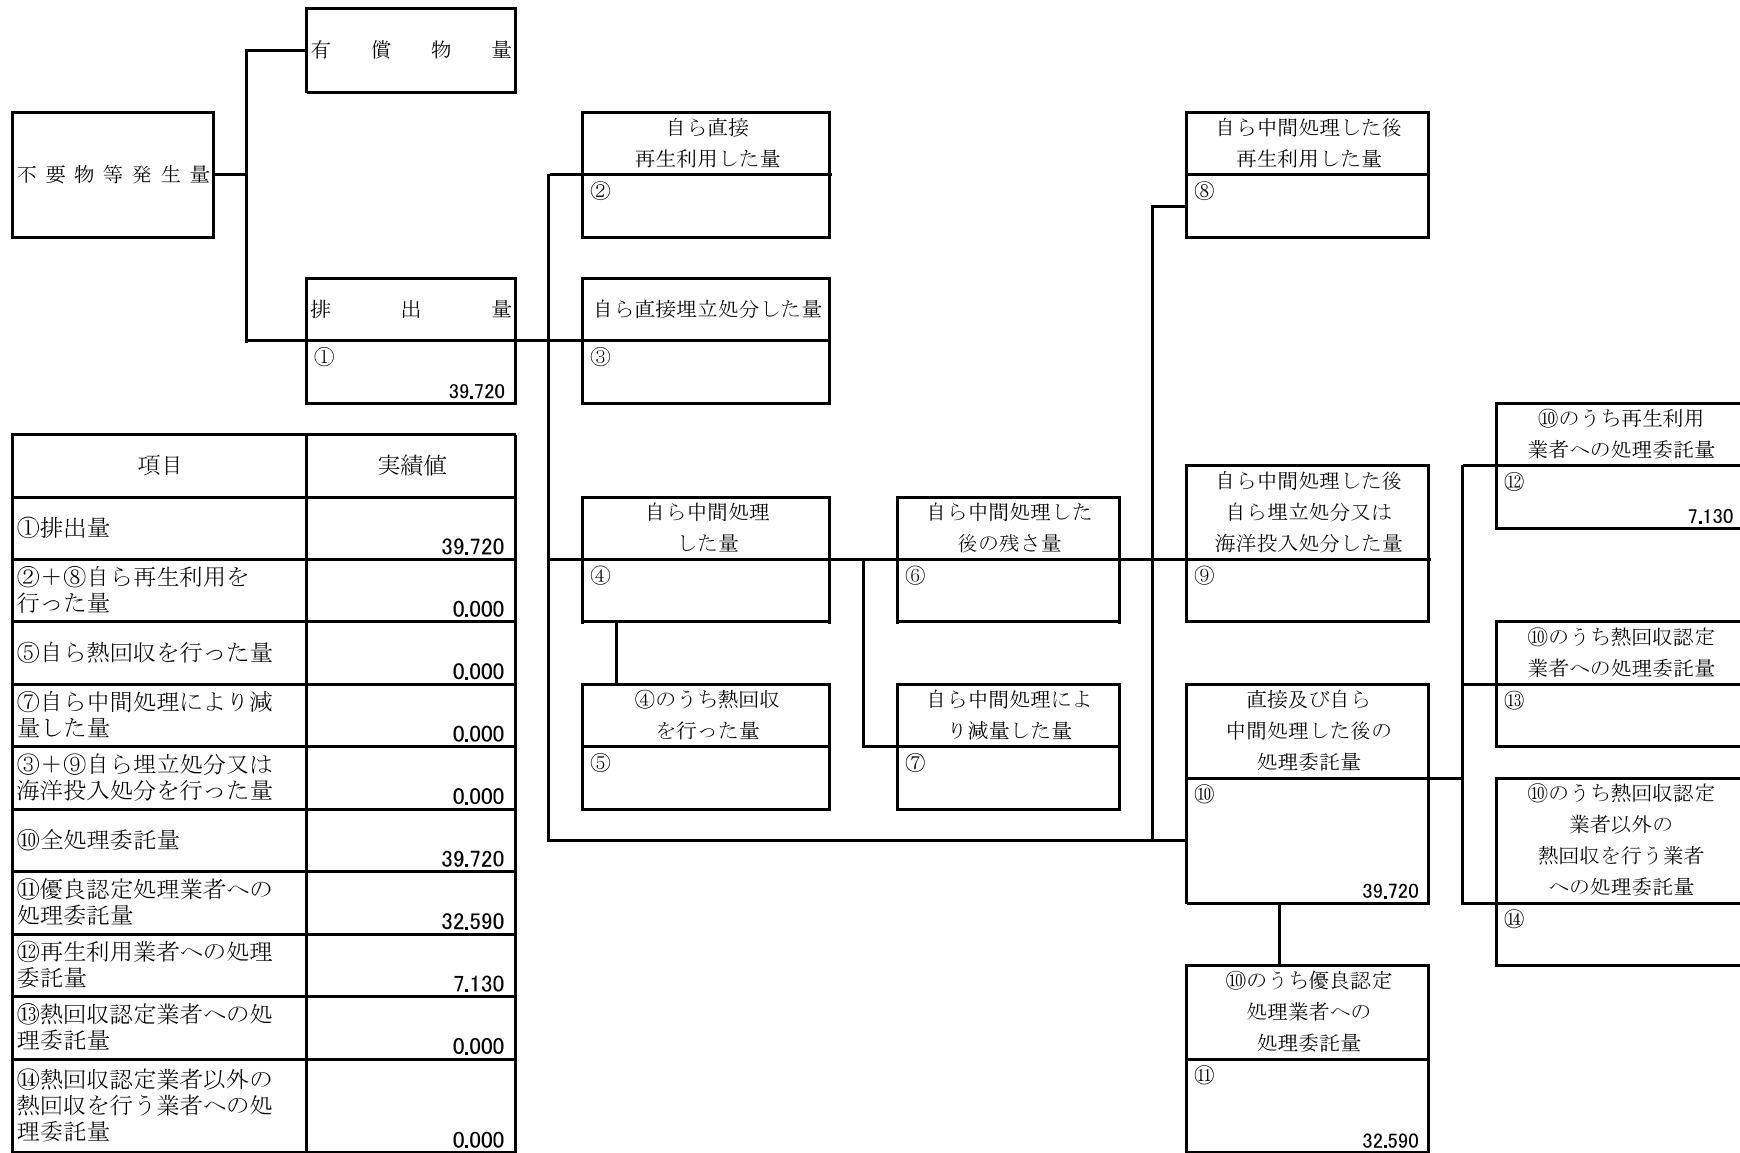 有償物量
不要物等発生量
排出量
①
39.720
自ら直接
再生利用した量
②
自ら直接埋立処分した量
③
自ら中間処理
した量
④
④のうち熱回収
を行った量
⑤
自ら中間処理した
後の残さ量
⑥
自ら中間処理によ
り減量した量
⑦
自ら中間処理した後
再生利用した量
⑧
自ら中間処理した後
自ら埋立処分又は
海洋投入処分した量
⑨
直接及び自ら
中間処理した後の
処理委託量
⑩
39.720
⑩のうち優良認定
処理業者への
処理委託量
⑪
32.590
⑩のうち再生利用
業者への処理委託量
⑫
7.130
⑩のうち熱回収認定
業者への処理委託量
⑬
⑩のうち熱回収認定
業者以外の
熱回収を行う業者
への処理委託量
⑭
項目 実績値
①排出量
39.720
②＋⑧自ら再生利用を
行った量
0.000
⑤自ら熱回収を行った量
0.000
⑦自ら中間処理により減
量した量
0.000
③＋⑨自ら埋立処分又は
海洋投入処分を行った量
0.000
⑩全処理委託量
39.720
⑪優良認定処理業者への
処理委託量
32.590
⑫再生利用業者への処理
委託量
7.130
⑬熱回収認定業者への処
理委託量
0.000
⑭熱回収認定業者以外の
熱回収を行う業者への処
理委託量
0.000